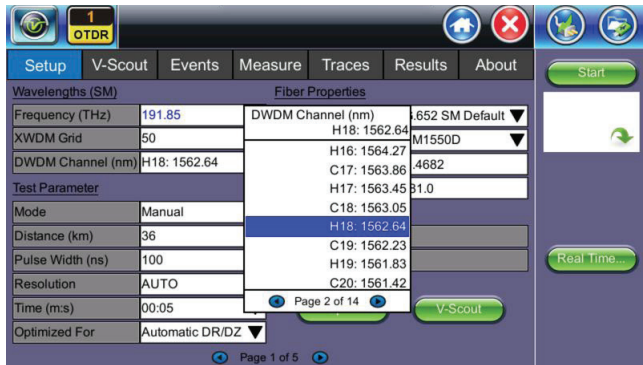 1
OTDR
Setup V-Scout Events Measure Traces Results About
Start
Wavelengths (SM) Fiber Properties
Frequency (THz) 191.85
XWDM Grid 50
DWDM Channel (nm) H18: 1562.64
DWDM Channel (nm)
H18: 1562.64
H16: 1564.27
C17: 1563.86
H17: 1563.45
C18: 1563.05
H18: 1562.64
C19: 1562.23
H19: 1561.83
C20: 1561.42
Page 2 of 14
.652 SM Default
M1550D
.4682
81.0
Test Parameter
Mode Manual
Distance (km) 36
Pulse Width (ns) 100
Resolution AUTO
Time (m:s) 00:05
Optimized For Automatic DR/DZ
V-Scout
Real Time...
Page 1 of 5